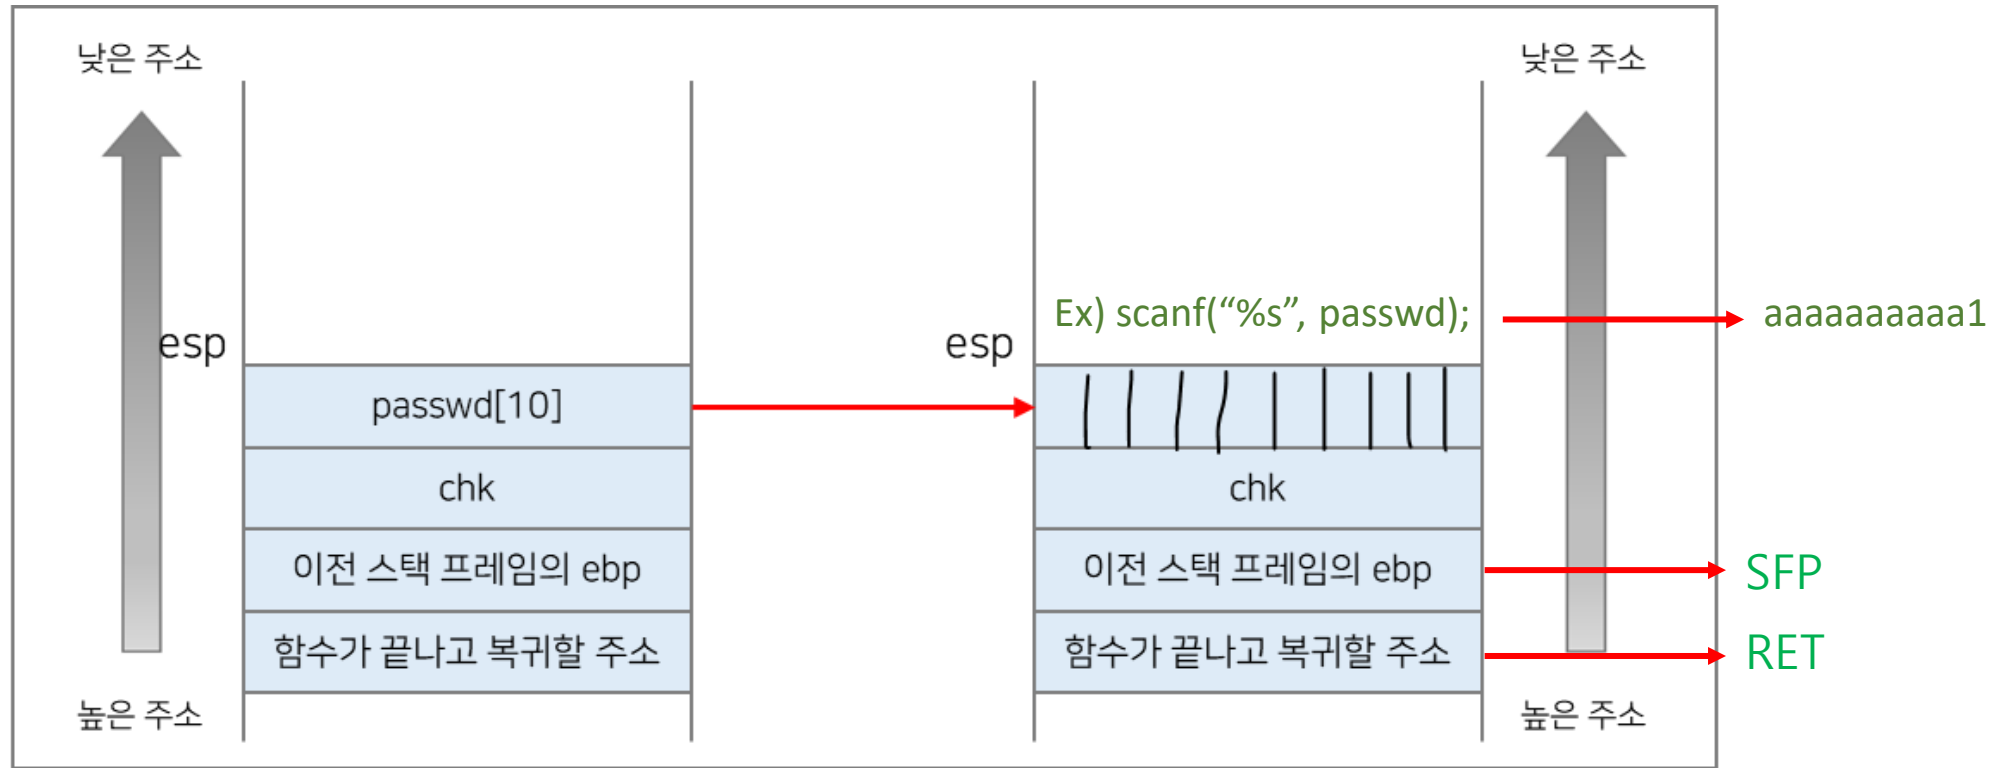 낮은 주소
낮은 주소
Ex) scanf(“%s”, passwd);
aaaaaaaaaa1
esp
esp
passwd[10]
chk
chk
이전 스택 프레임의 ebp
이전 스택 프레임의 ebp
SFP
함수가 끝나고 복귀할 주소
함수가 끝나고 복귀할 주소
RET
높은 주소
높은 주소